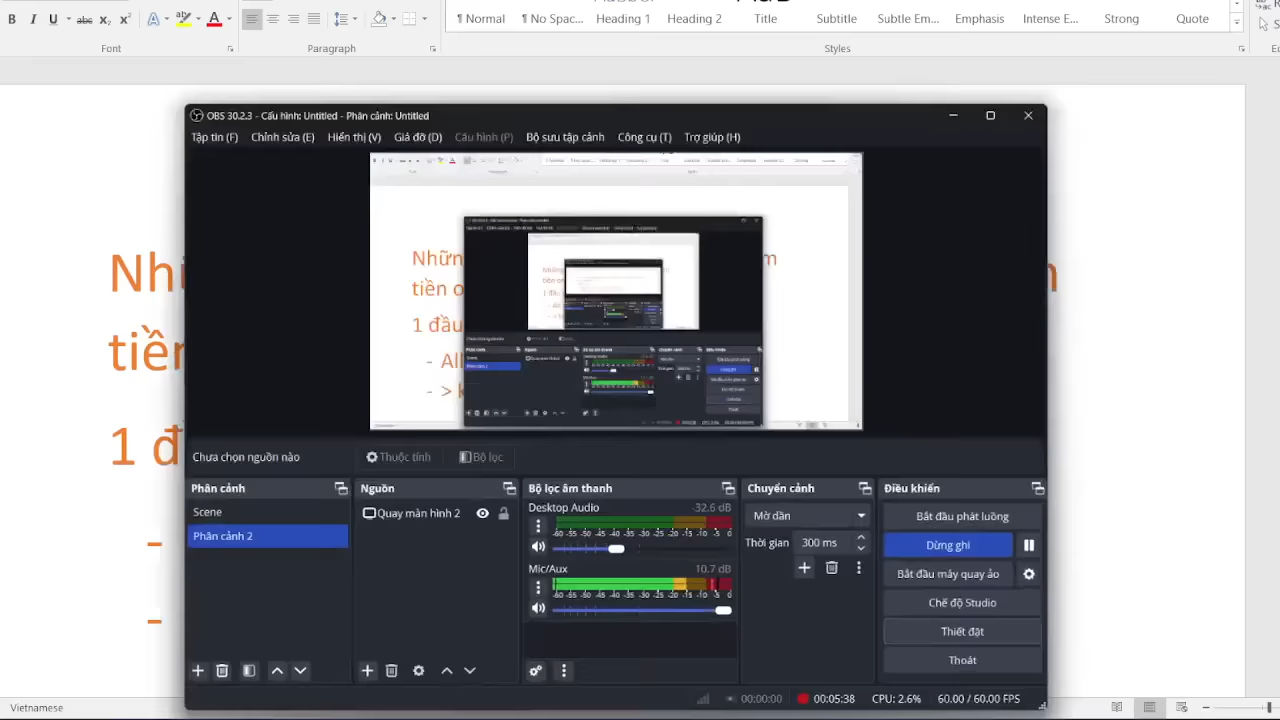 Normal
No Spac...
Heading 1
Heading 2
Title
Subtitle
Subtle Em...
Emphasis
Intense E...
Strong
Quote
Font
Paragraph
Styles
OBS 30.2.3 - Cấu hình: Untitled - Phân cảnh: Untitled
Tập tin (F) Chỉnh sửa (E) Hiển thị (V) Giả đỡ (D) Cấu hình (P) Bộ sưu tập cảnh Công cụ (T) Trợ giúp (H)
tiền
1 đầu
Chưa chọn nguồn nào
Thuộc tính
Bộ lọc
Phân cảnh
Scene
Phân cảnh 2
Nguồn
Quay màn hình 2
Bộ lọc âm thanh
Desktop Audio -32.6 dB
-60 -55 -50 -45 -40 -35 -30 -25 -20 -15 -10 -5 0
Mic/Aux 10.7 dB
-60 -55 -50 -45 -40 -35 -30 -25 -20 -15 -10 -5 0
Chuyển cảnh
Mờ dần
Thời gian 300 ms
Điều khiển
Bắt đầu phát luồng
Dừng ghi
Bắt đầu máy quay ảo
Chế độ Studio
Thiết đặt
Thoát
00:00:00
00:05:38
CPU: 2.6%
60.00 / 60.00 FPS
Vietnamese